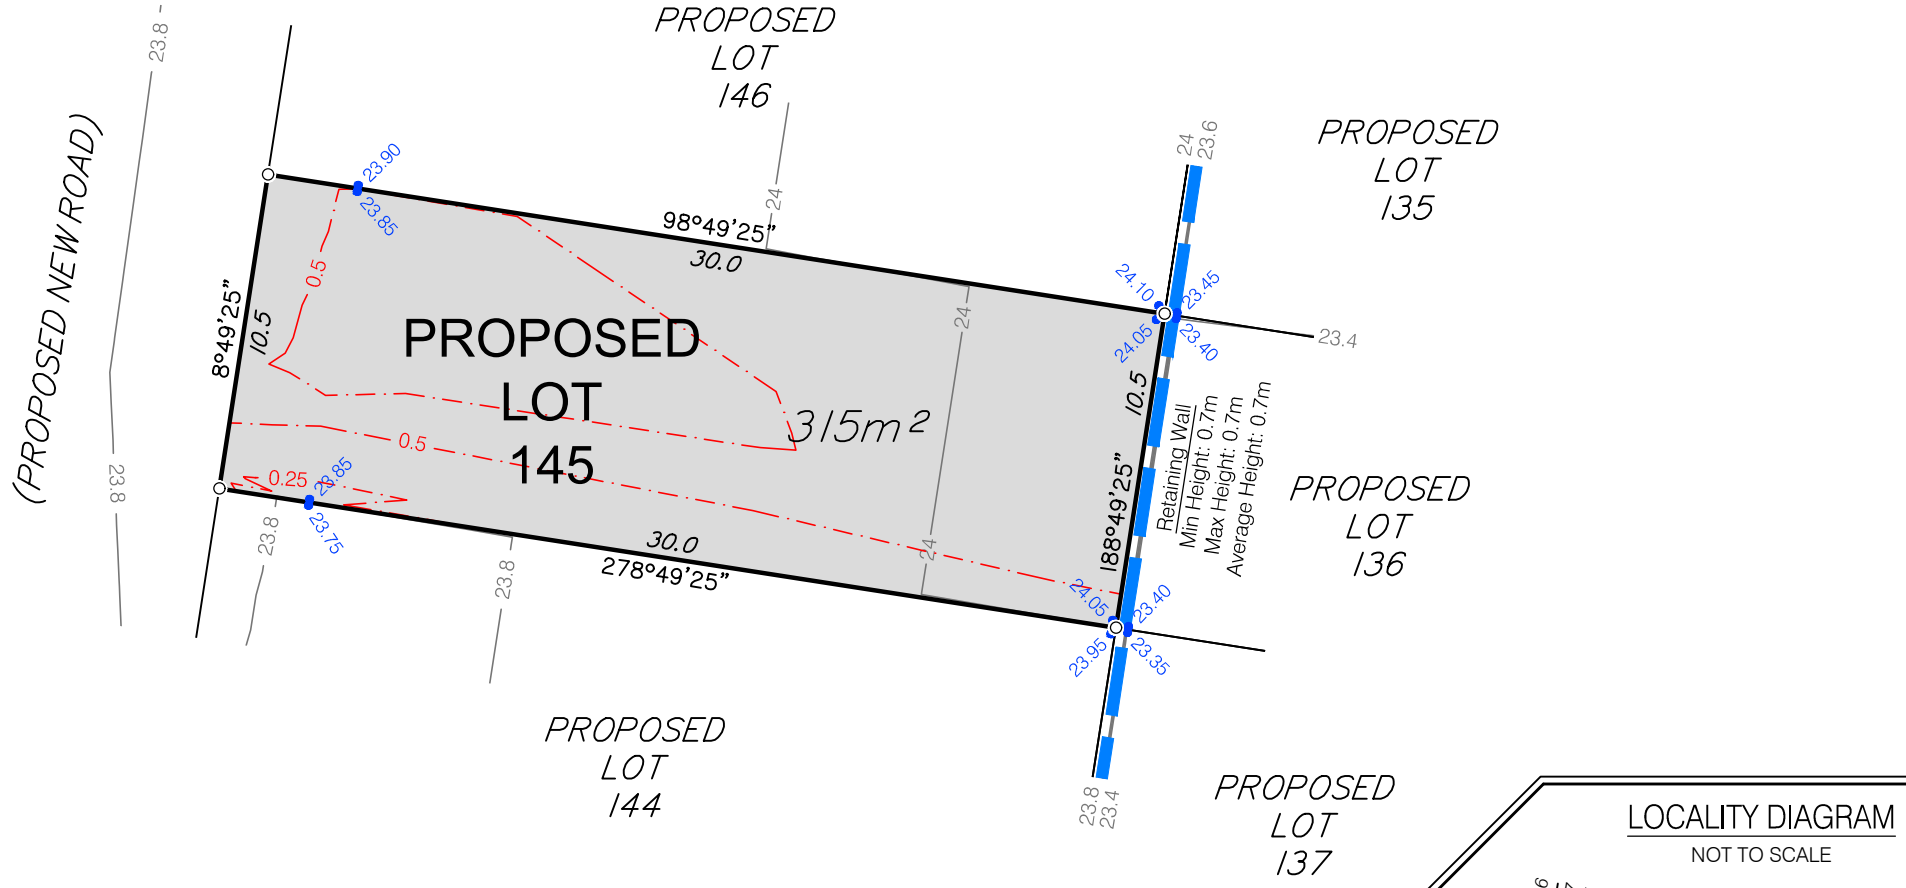 PROPOSED
LOT
146
23.8
(PROPOSED NEW ROAD)
23.8
23.90
23.85
24
98°49'25"
30.0
24
23.6
PROPOSED
LOT
135
24.10
23.45
24.05
23.40
23.4
8°49'25"
10.5
0.5
PROPOSED
LOT
145
315m²
24
24
0.5
0.25
23.85
23.75
23.8
23.8
30.0
278°49'25"
10.5
188°49'25"
Retaining Wall
Min Height: 0.7m
Max Height: 0.7m
Average Height: 0.7m
PROPOSED
LOT
136
24.05
23.40
23.95
23.35
PROPOSED
LOT
144
23.8
23.4
PROPOSED
LOT
137
LOCALITY DIAGRAM
NOT TO SCALE